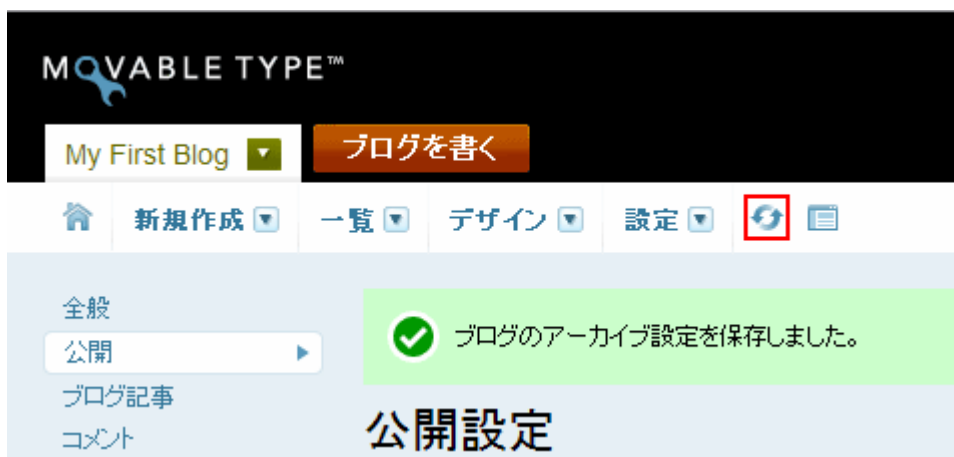 MOVABLE TYPE™
My First Blog ブログを書く
新規作成 一覧 デザイン 設定
全般
公開
ブログ記事
コメント
ブログのアーカイブ設定を保存しました。
公開設定